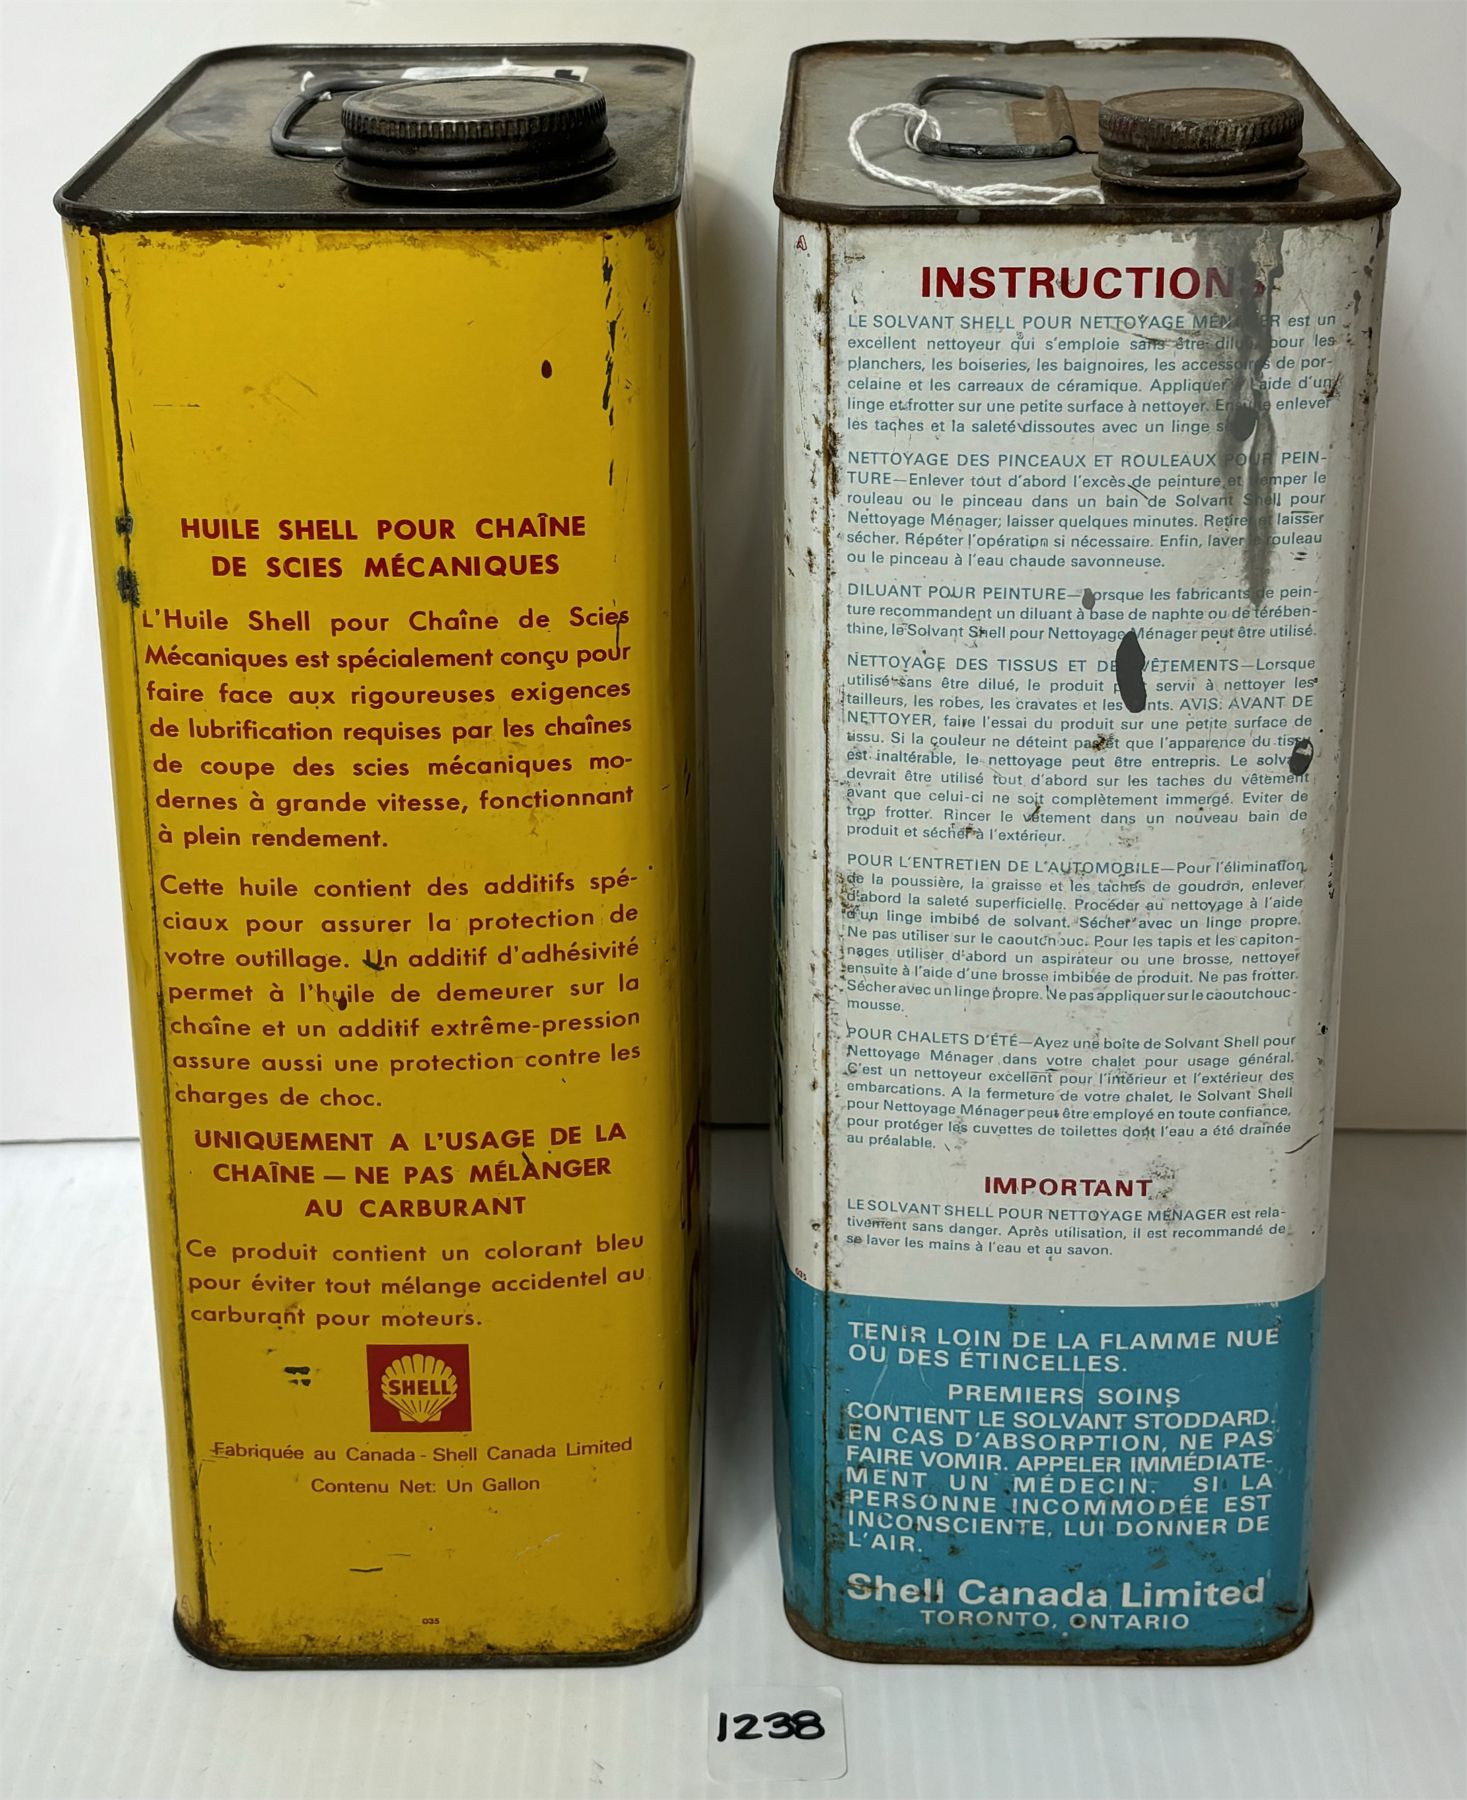 HUILE SHELL POUR CHAÎNE
DE SCIES MÉCANIQUES
L'Huile Shell pour Chaîne de Scies
Mécaniques est spécialement conçu pour
faire face aux rigoureuses exigences
de lubrification requises par les chaînes
de coupe des scies mécaniques mo-
dernes à grande vitesse, fonctionnant
à plein rendement.
Cette huile contient des additifs spé-
ciaux pour assurer la protection de
votre outillage. Un additif d'adhésivité
permet à l'huile de demeurer sur la
chaîne et un additif extrême-pression
assure aussi une protection contre les
charges de choc.
UNIQUEMENT A L'USAGE DE LA
CHAÎNE — NE PAS MÉLANGER
AU CARBURANT
Ce produit contient un colorant bleu
pour éviter tout mélange accidentel au
carburant pour moteurs.
SHELL
Fabriquée au Canada - Shell Canada Limited
Contenu Net: Un Gallon
035
INSTRUCTIONS
LE SOLVANT SHELL POUR NETTOYAGE MÉNAGER est un
excellent nettoyeur qui s'emploie sans être dilué pour les
planchers, les boiseries, les baignoires, les accessoires de por-
celaine et les carreaux de céramique. Appliquer à l'aide d'un
linge et frotter sur une petite surface à nettoyer. Ensuite enlever
les taches et la saleté dissoutes avec un linge
NETTOYAGE DES PINCEAUX ET ROULEAUX POUR PEIN-
TURE—Enlever tout d'abord l'excès de peinture et tremper le
rouleau ou le pinceau dans un bain de Solvant Shell pour
Nettoyage Ménager; laisser quelques minutes. Retirer et laisser
sécher. Répéter l'opération si nécessaire. Enfin, laver le rouleau
ou le pinceau à l'eau chaude savonneuse.
DILUANT POUR PEINTURE—Lorsque les fabricants de pein-
ture recommandent un diluant à base de naphte ou de térében-
thine, le Solvant Shell pour Nettoyage Ménager peut être utilisé.
NETTOYAGE DES TISSUS ET DE VÊTEMENTS—Lorsque
utilisé sans être dilué, le produit peut servir à nettoyer les
tailleurs, les robes, les cravates et les gants. AVIS: AVANT DE
NETTOYER, faire l'essai du produit sur une petite surface de
tissu. Si la couleur ne déteint pas et que l'apparence du tissu
est inaltérable, le nettoyage peut être entrepris. Le solvant
devrait être utilisé tout d'abord sur les taches du vêtement
avant que celui-ci ne soit complètement immergé. Eviter de
trop frotter. Rincer le vêtement dans un nouveau bain de
produit et sécher à l'extérieur.
POUR L'ENTRETIEN DE L'AUTOMOBILE—Pour l'élimination
de la poussière, la graisse et les taches de goudron, enlever
d'abord la saleté superficielle. Procéder au nettoyage à l'aide
d'un linge imbibé de solvant. Sécher avec un linge propre.
Ne pas utiliser sur le caoutchouc. Pour les tapis et les capiton-
nages utiliser d'abord un aspirateur ou une brosse, nettoyer
ensuite à l'aide d'une brosse imbibée de produit. Ne pas frotter.
Sécher avec un linge propre. Ne pas appliquer sur le caoutchouc-
mousse.
POUR CHALETS D'ÉTÉ—Ayez une boîte de Solvant Shell pour
Nettoyage Ménager dans votre chalet pour usage général.
C'est un nettoyeur excellent pour l'intérieur et l'extérieur des
embarcations. A la fermeture de votre chalet, le Solvant Shell
pour Nettoyage Ménager peut être employé en toute confiance,
pour protéger les cuvettes de toilettes dont l'eau a été drainée
au préalable.
IMPORTANT
LE SOLVANT SHELL POUR NETTOYAGE MÉNAGER est rela-
tivement sans danger. Après utilisation, il est recommandé de
se laver les mains à l'eau et au savon.
035
TENIR LOIN DE LA FLAMME NUE
OU DES ÉTINCELLES.
PREMIERS SOINS
CONTIENT LE SOLVANT STODDARD.
EN CAS D'ABSORPTION, NE PAS
FAIRE VOMIR. APPELER IMMÉDIATE-
MENT UN MÉDECIN. SI LA
PERSONNE INCOMMODÉE EST
INCONSCIENTE, LUI DONNER DE
L'AIR.
Shell Canada Limited
TORONTO, ONTARIO
1238